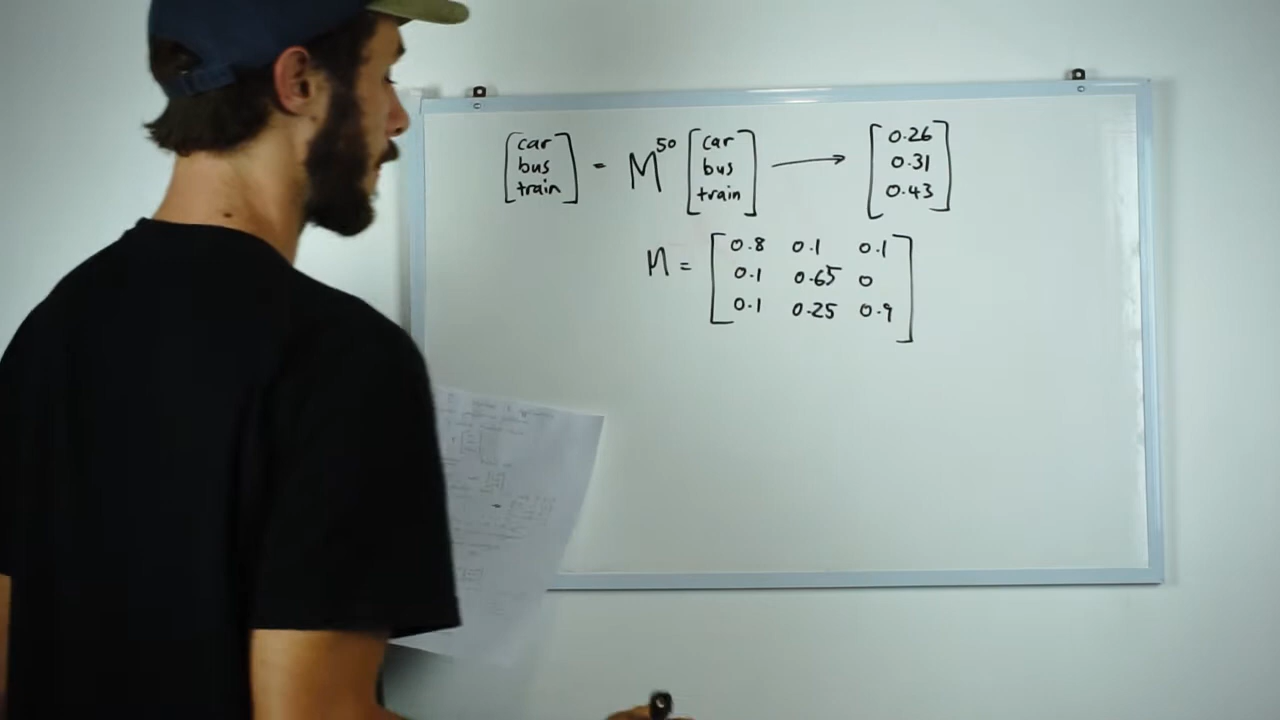 [car bus train] = M^50 [car bus train] → [0.26 0.31 0.43]
M = [0.8 0.1 0.1
0.1 0.65 0
0.1 0.25 0.9]